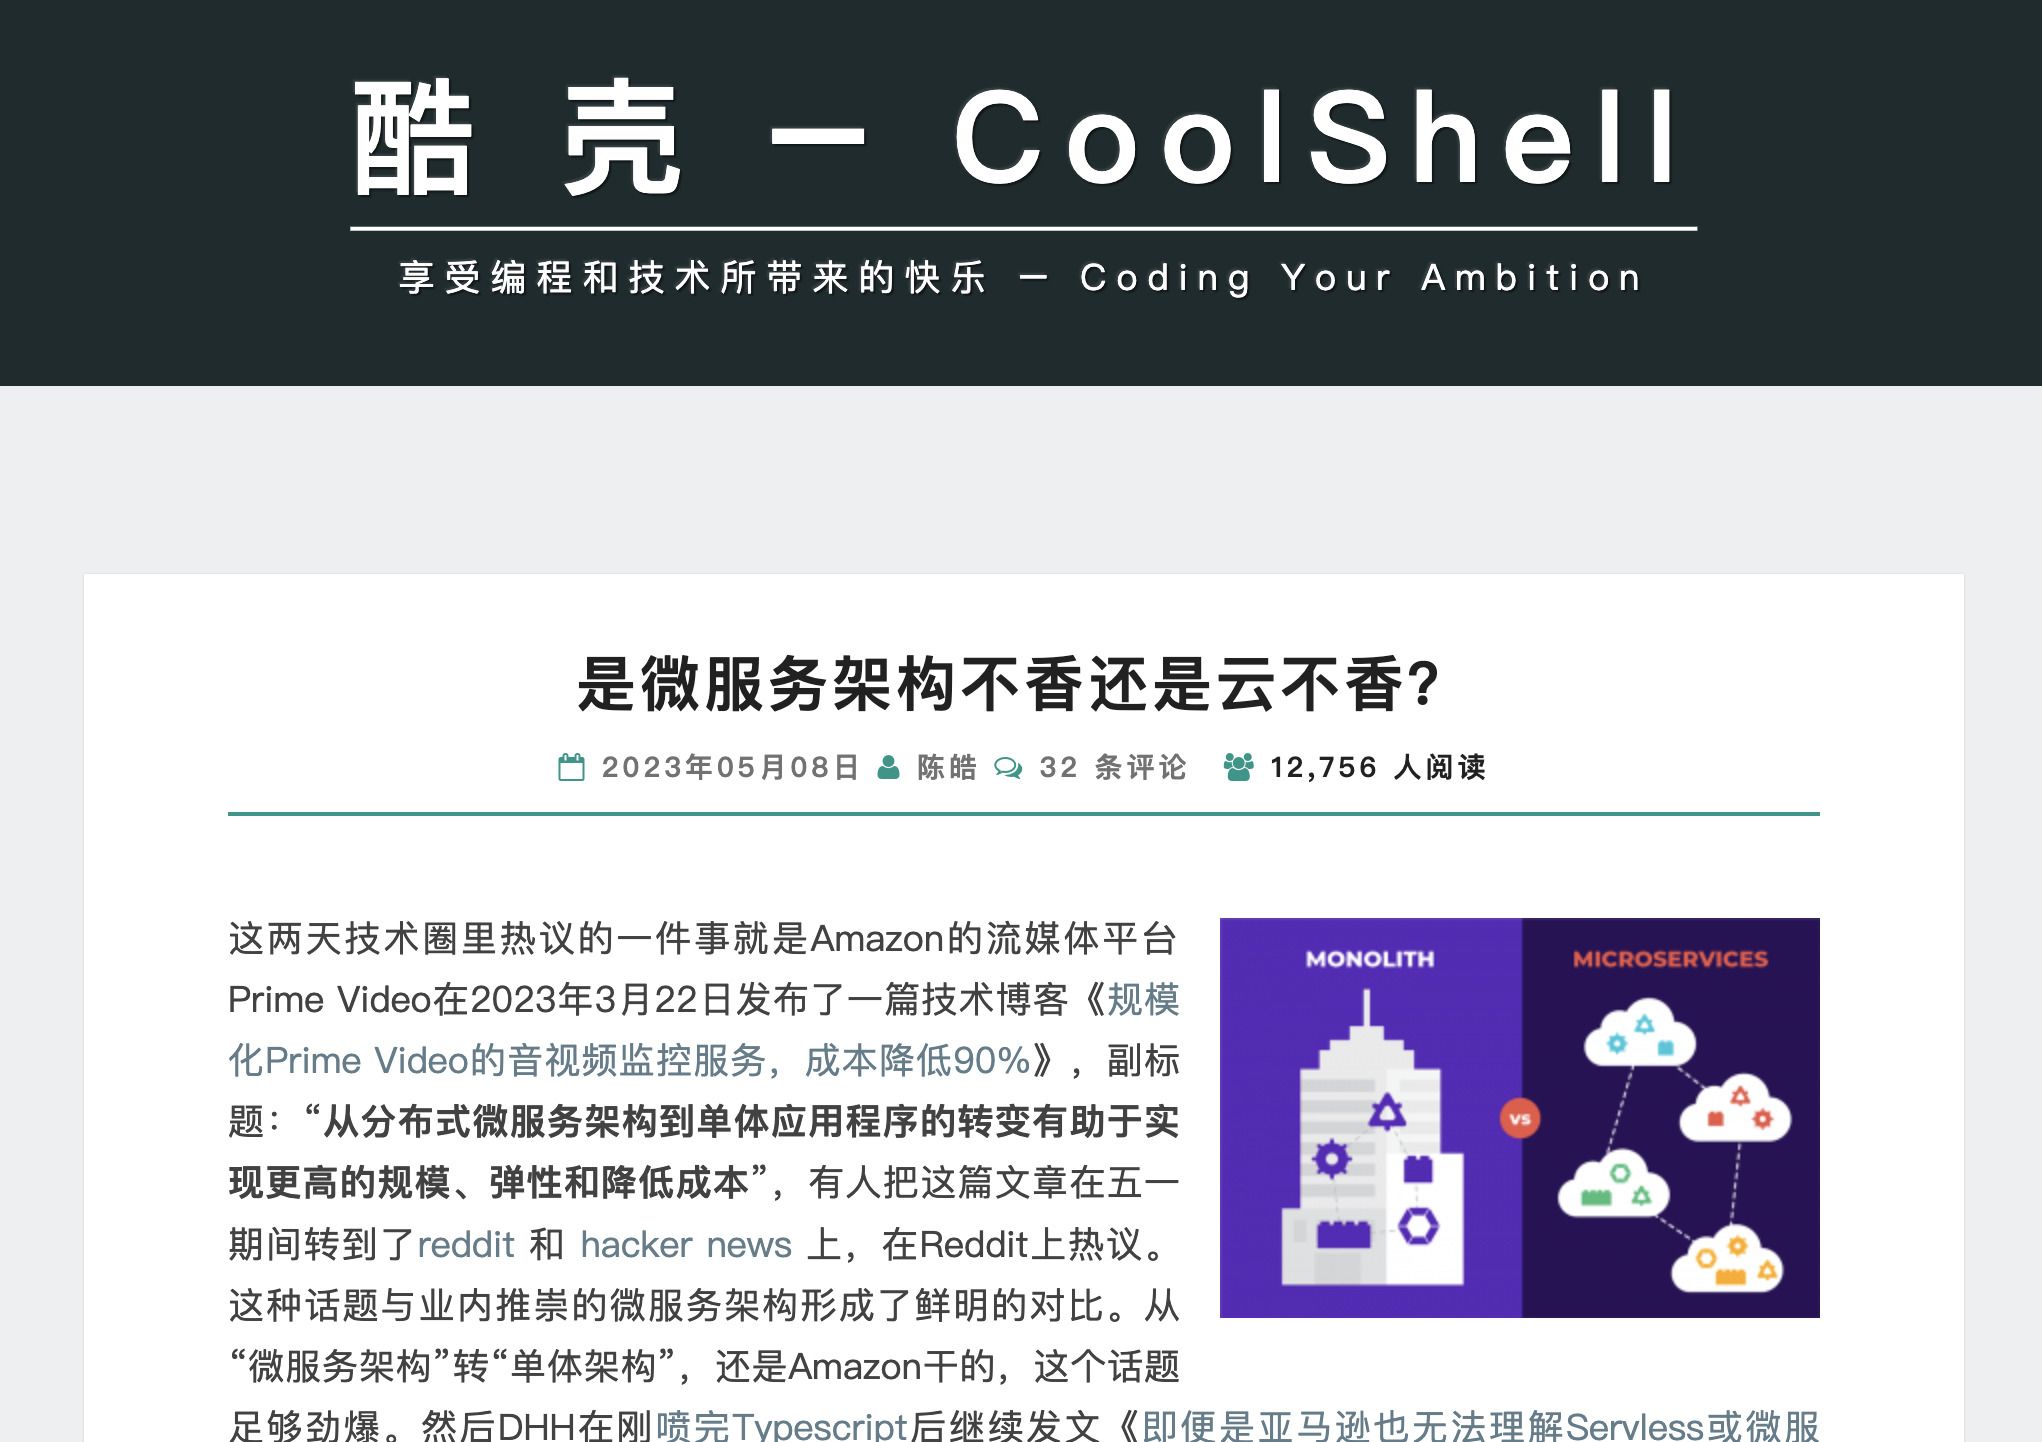 酷 壳 – CoolShell
享受编程和技术所带来的快乐 – Coding Your Ambition
是微服务架构不香还是云不香？
2023年05月08日 陈皓 32 条评论 12,756 人阅读
这两天技术圈里热议的一件事就是Amazon的流媒体平台
Prime Video在2023年3月22日发布了一篇技术博客《规模
化Prime Video的音视频监控服务，成本降低90%》，副标
题：“从分布式微服务架构到单体应用程序的转变有助于实
现更高的规模、弹性和降低成本”，有人把这篇文章在五一
期间转到了reddit 和 hacker news 上，在Reddit上热议。
这种话题与业内推崇的微服务架构形成了鲜明的对比。从
“微服务架构”转“单体架构”，还是Amazon干的，这个话题
足够劲爆。然后DHH在刚喷完Typescript后继续发文《即便是亚马逊也无法理解Servless或微服
MONOLITH
VS
MICROSERVICES